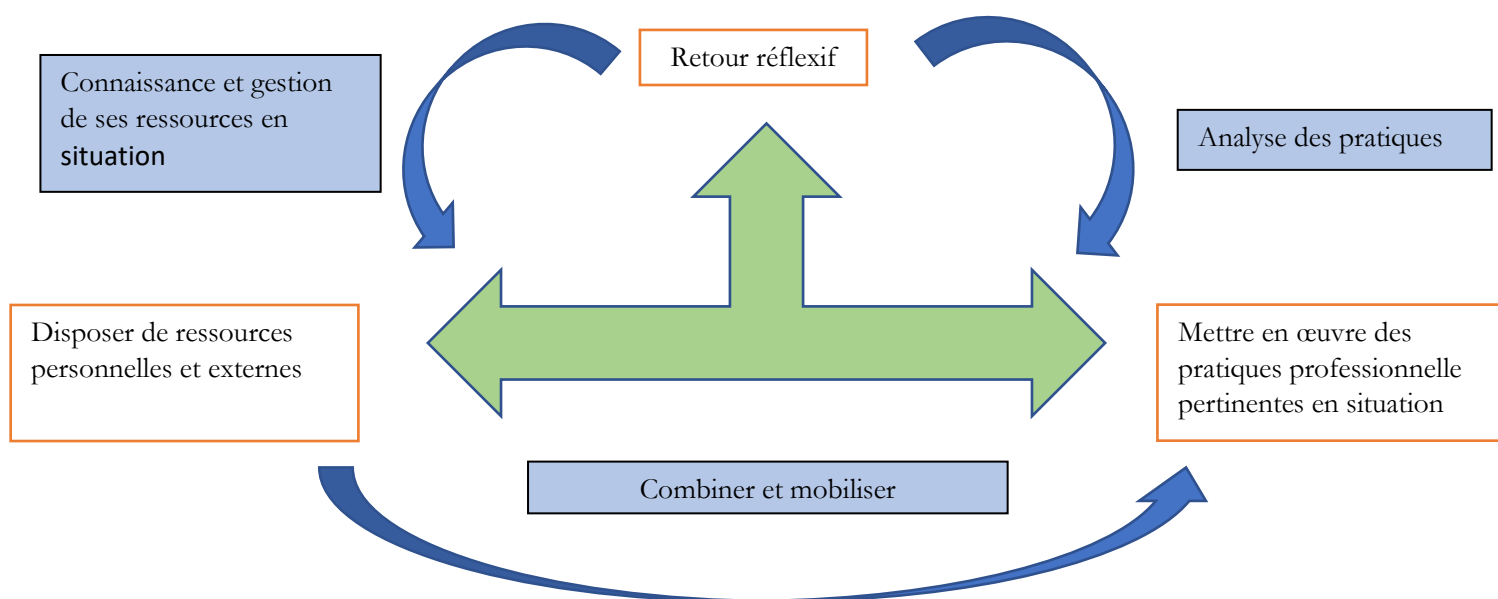 Retour réflexif
Connaissance et gestion
de ses ressources en
situation
Analyse des pratiques
Disposer de ressources
personnelles et externes
Mettre en œuvre des
pratiques professionnelle
pertinentes en situation
Combiner et mobiliser